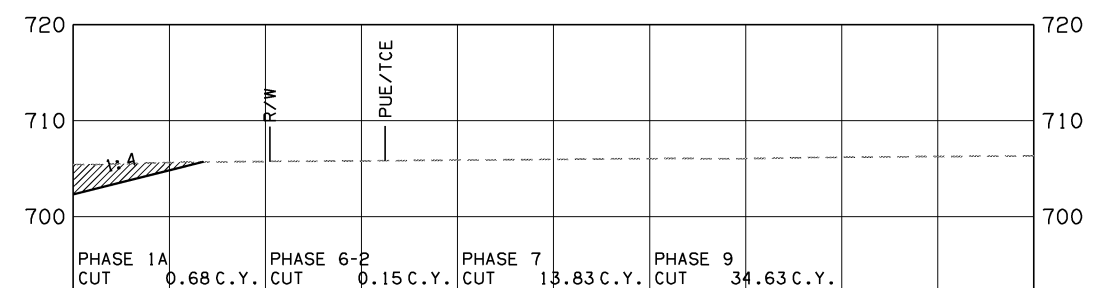 720 720
PUE/TCE
R/W
710 710
1:4
700 700
PHASE 1A PHASE 6-2 PHASE 7 PHASE 9
CUT 0.68 C.Y. CUT 0.15 C.Y. CUT 13.83 C.Y. CUT 34.63 C.Y.